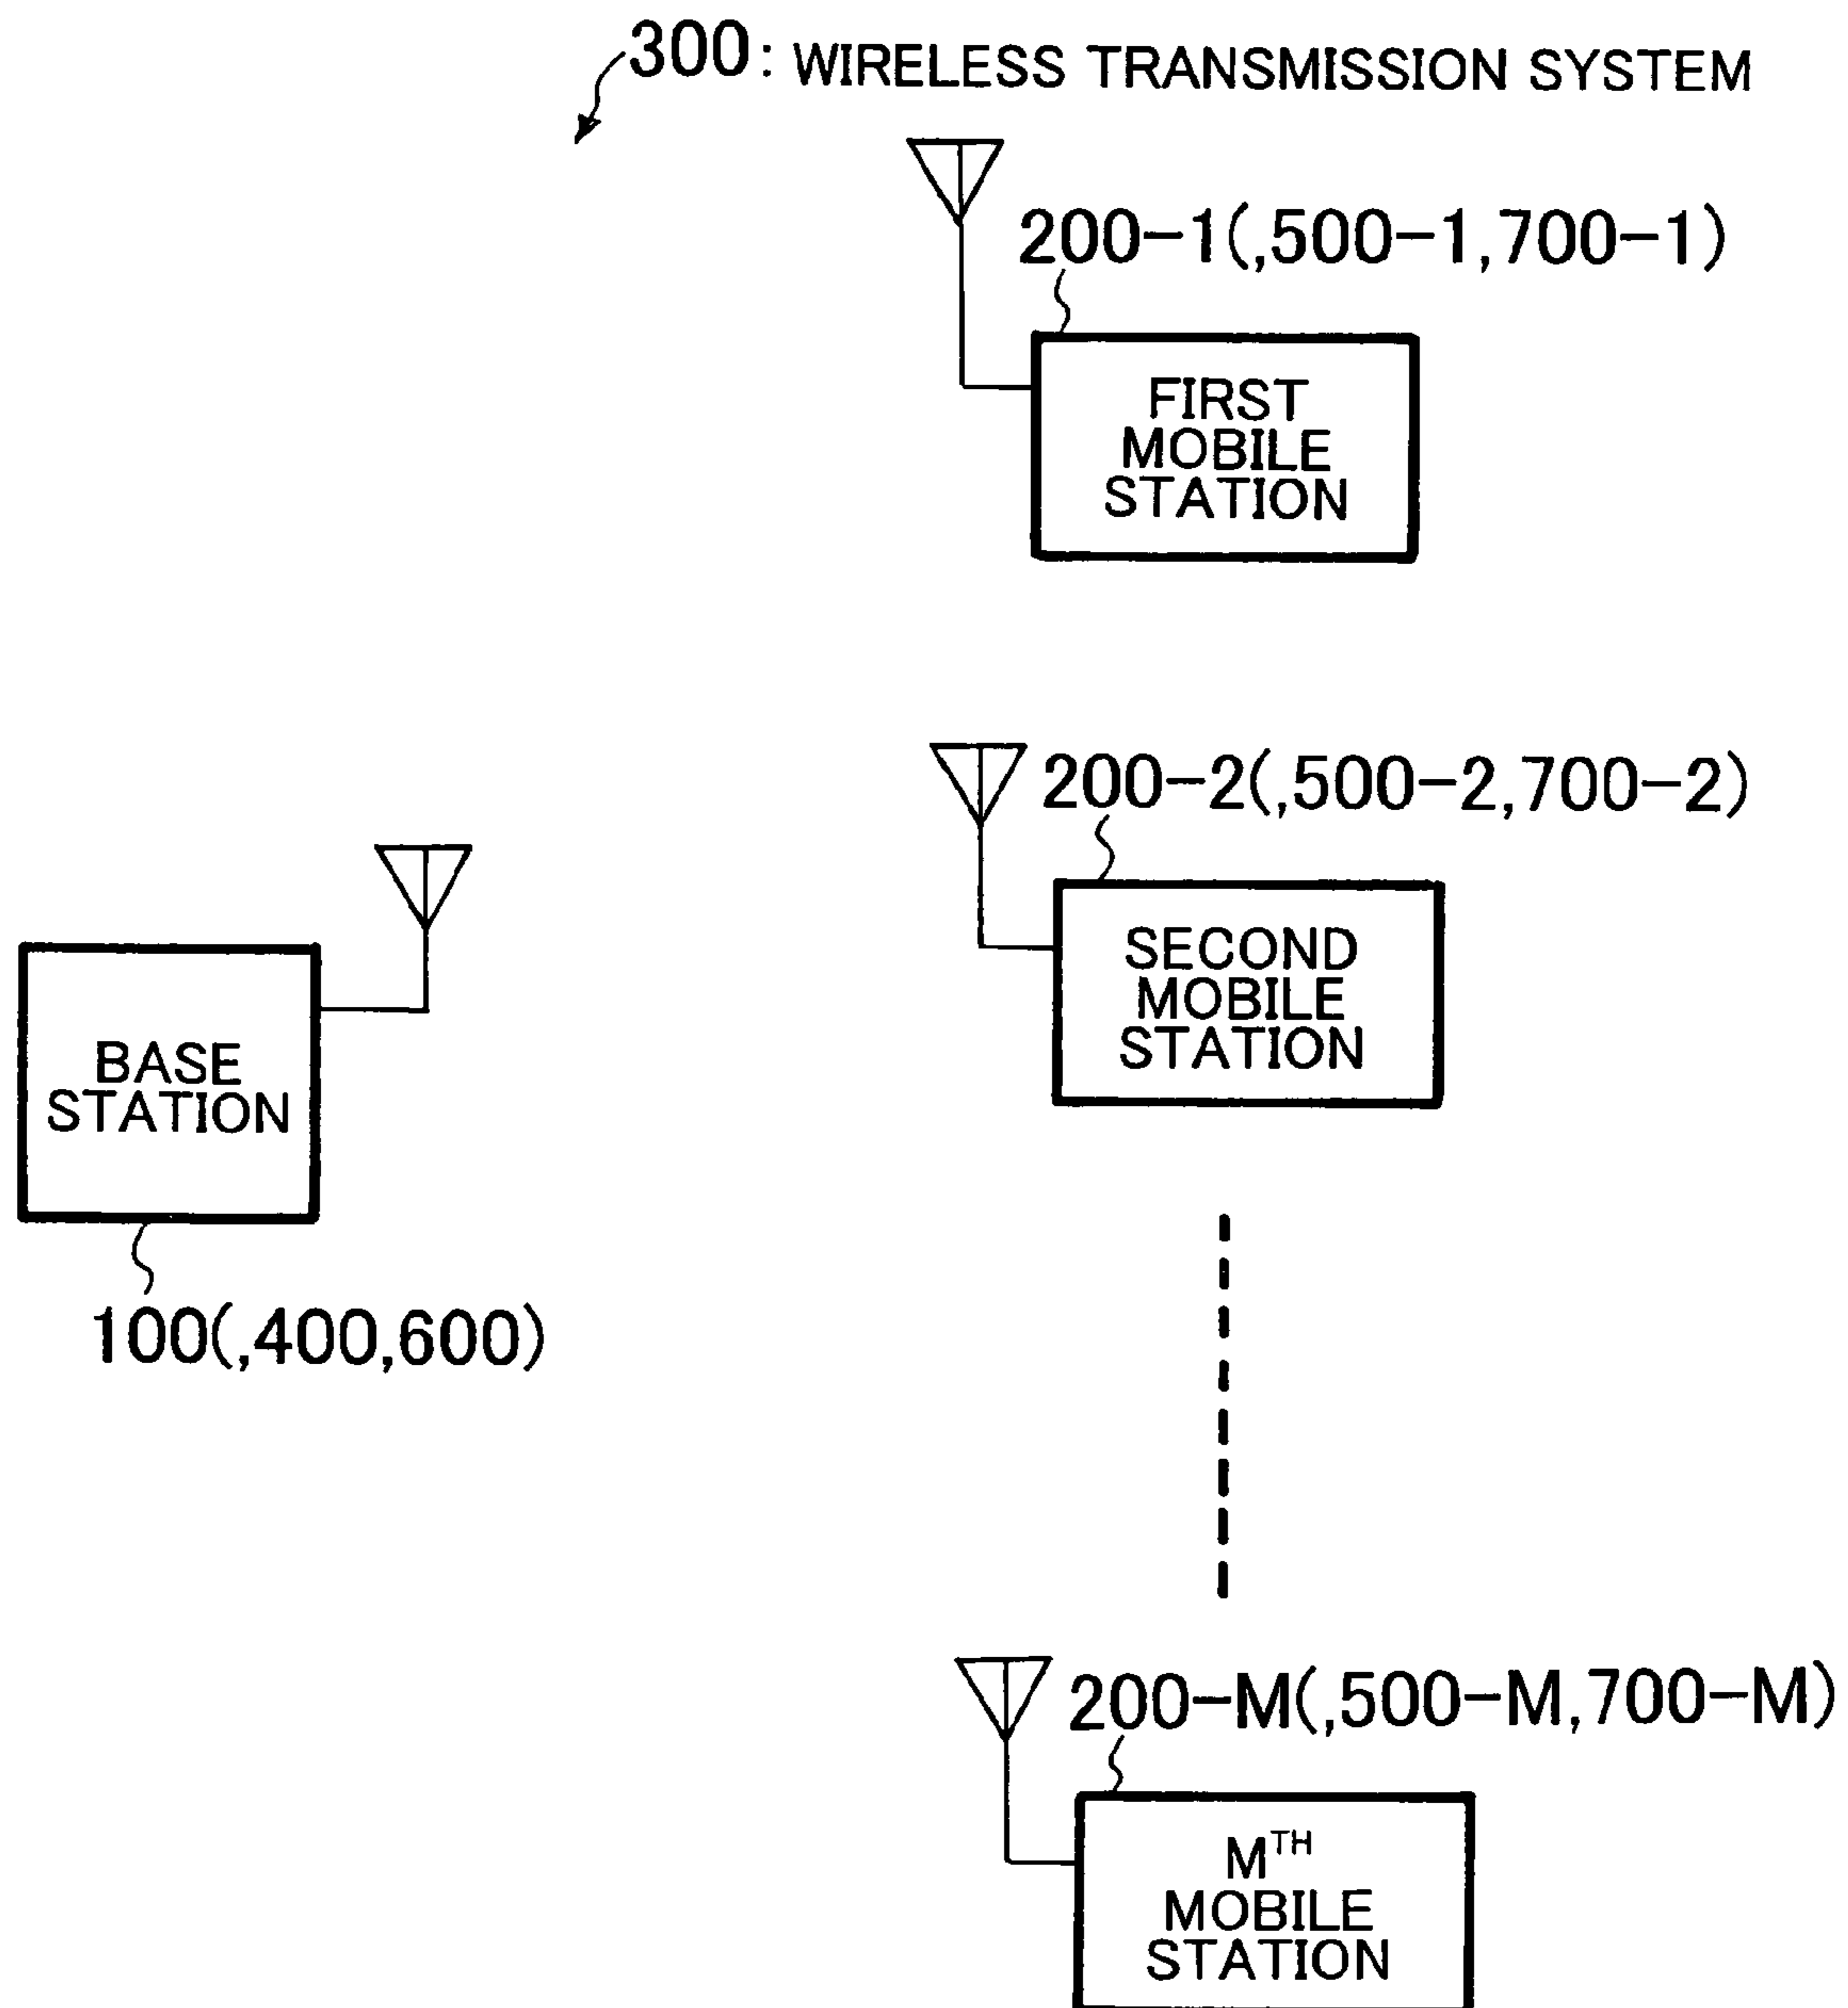 300: WIRELESS TRANSMISSION SYSTEM
200-1(,500-1,700-1)
FIRST
MOBILE
STATION
200-2(,500-2,700-2)
SECOND
MOBILE
STATION
BASE
STATION
100(,400,600)
200-M(,500-M,700-M)
MTH
MOBILE
STATION